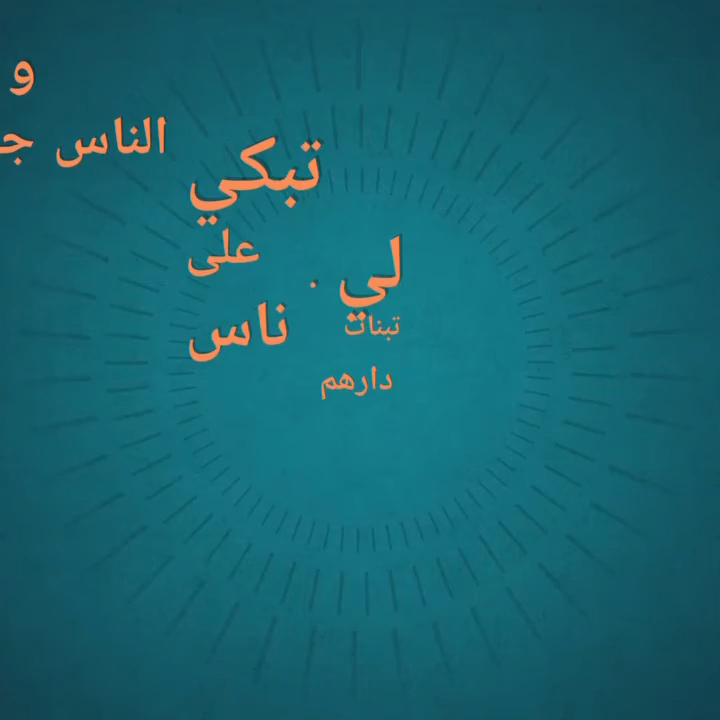 و
الناس
تبكي
على
ناس
لي .
تبنات
دارهم